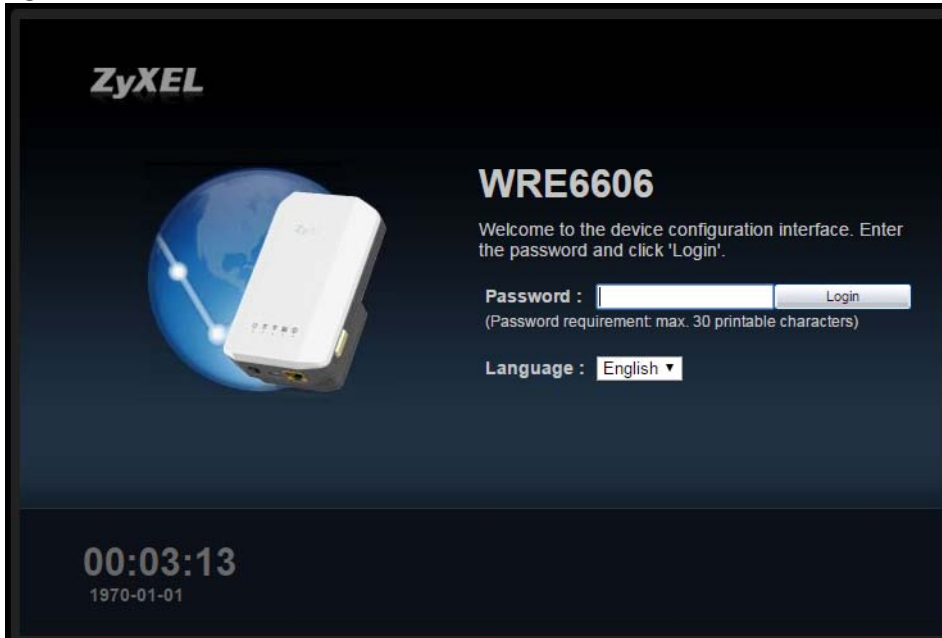 ZyXEL
WRE6606
Welcome to the device configuration interface. Enter
the password and click 'Login'.
Password :
Login
(Password requirement: max. 30 printable characters)
Language :
English
00:03:13
1970-01-01